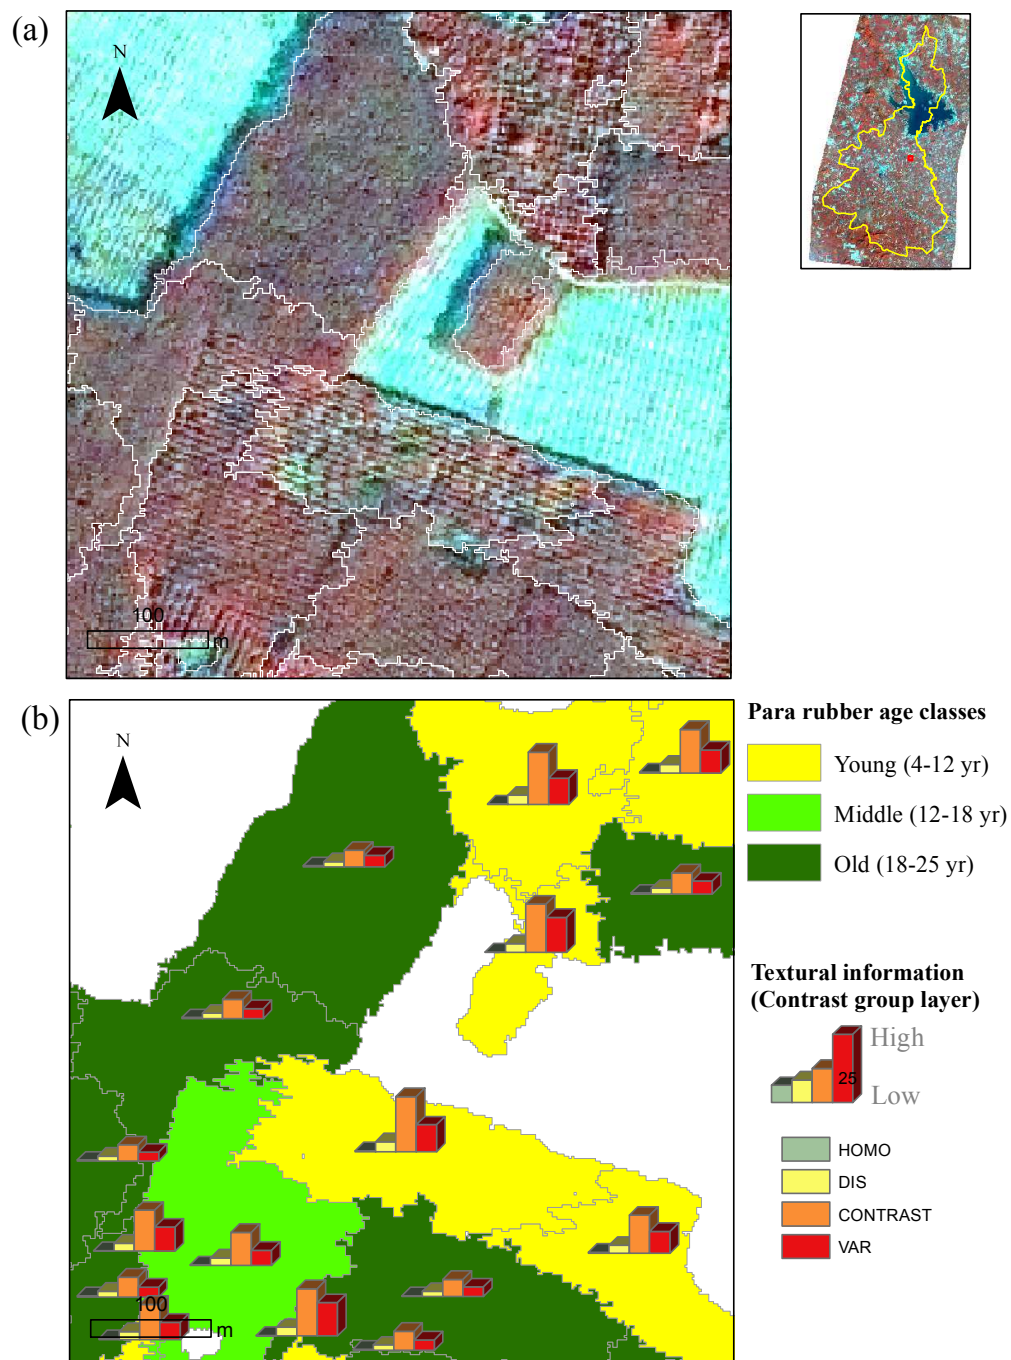 (a)
N
100
m
(b)
N
100
m
Para rubber age classes
Young (4-12 yr)
Middle (12-18 yr)
Old (18-25 yr)
Textural information
(Contrast group layer)
High
25
Low
HOMO
DIS
CONTRAST
VAR